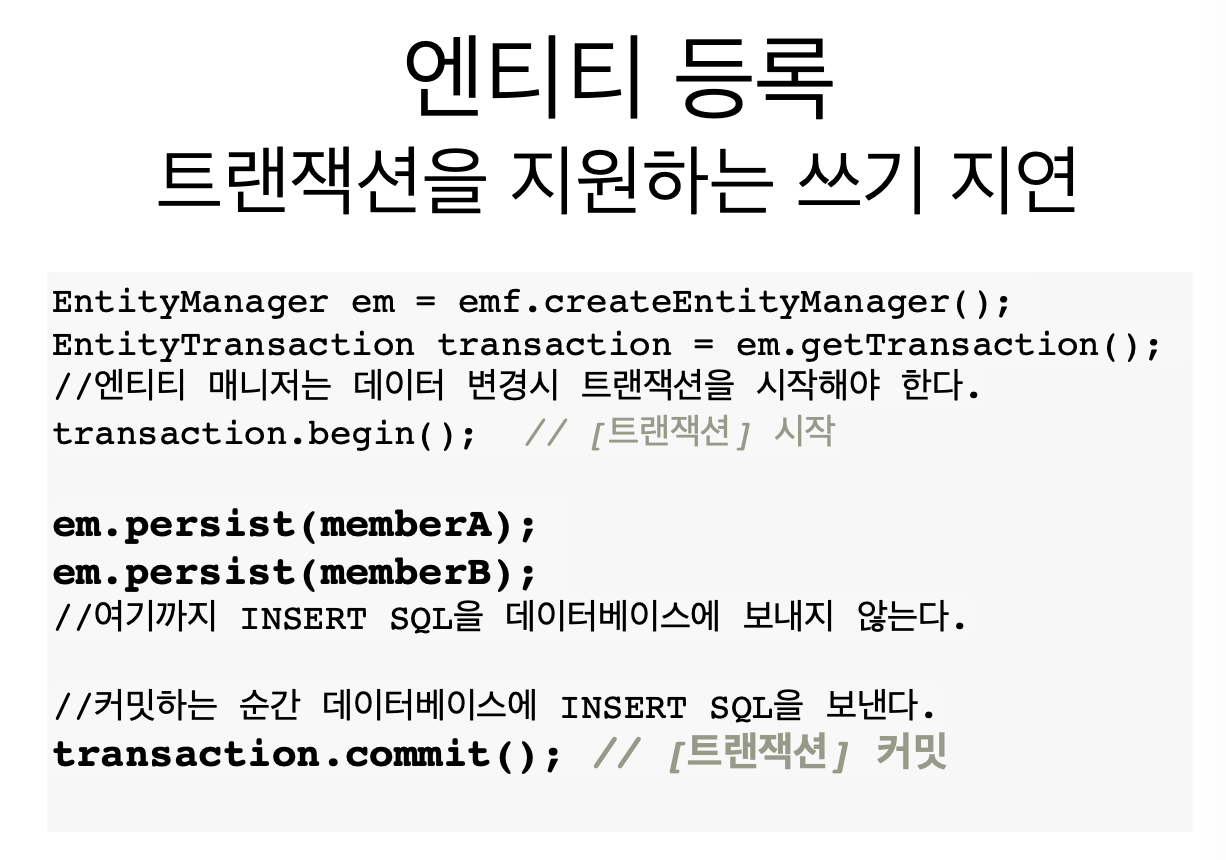 엔티티 등록
트랜잭션을 지원하는 쓰기 지연
EntityManager em = emf.createEntityManager();
EntityTransaction transaction = em.getTransaction();
//엔티티 매니저는 데이터 변경시 트랜잭션을 시작해야 한다.
transaction.begin(); // [트랜잭션] 시작
em.persist(memberA);
em.persist(memberB);
//여기까지 INSERT SQL을 데이터베이스에 보내지 않는다.
//커밋하는 순간 데이터베이스에 INSERT SQL을 보낸다.
transaction.commit(); // [트랜잭션] 커밋